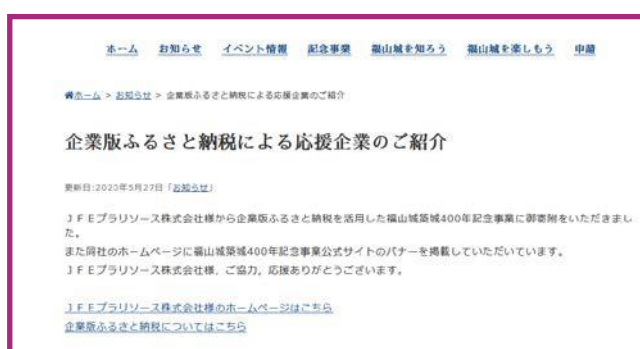 ホーム お知らせ イベント情報 記念事業 福山城を知ろう 福山城を楽しもう 申請
ホーム > お知らせ > 企業版ふるさと納税による応援企業のご紹介
企業版ふるさと納税による応援企業のご紹介
更新日:2020年5月27日「お知らせ」
JFEプラリソース株式会社様から企業版ふるさと納税を活用した福山城築城400年記念事業に御寄附をいただきまし
た。
また同社のホームページに福山城築城400年記念事業公式サイトのバナーを掲載していただいています。
JFEプラリソース株式会社様,ご協力,応援ありがとうございます。
JFEプラリソース株式会社様のホームページはこちら
企業版ふるさと納税についてはこちら